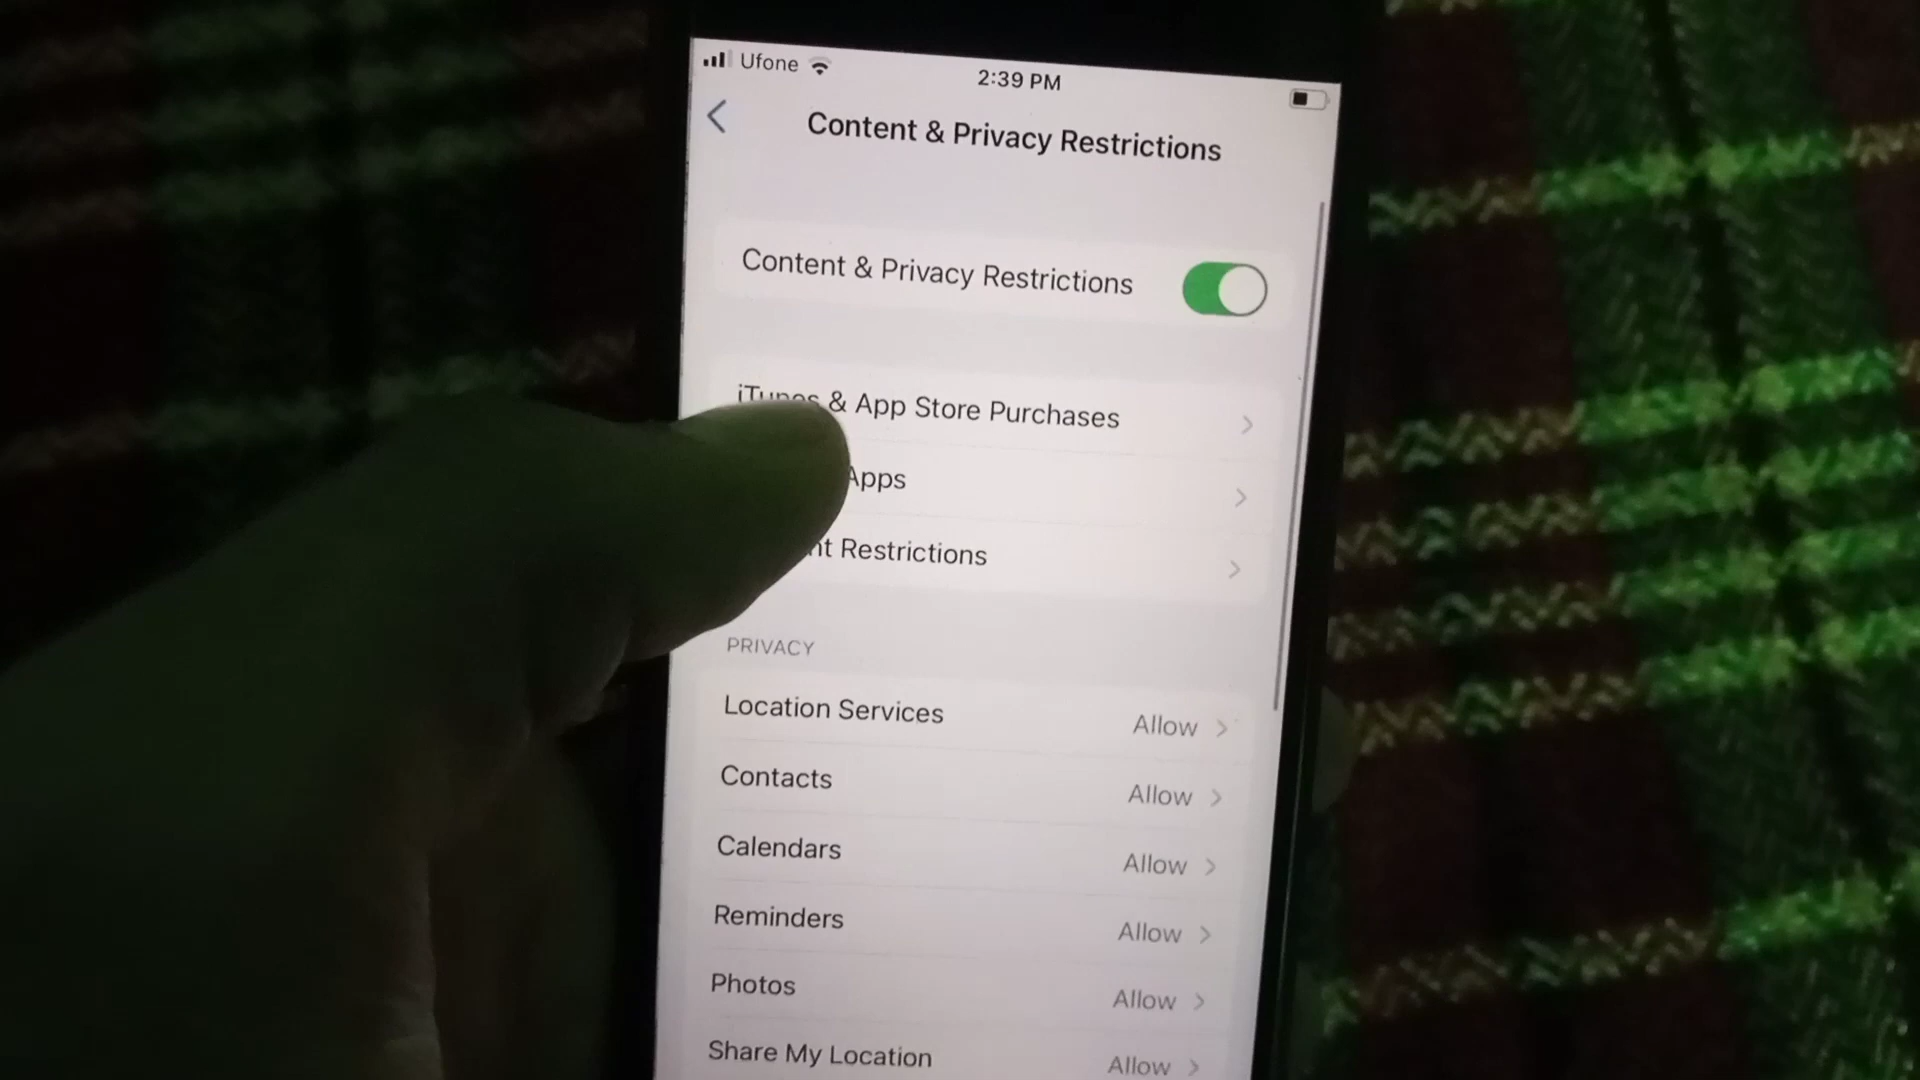 Ufone
2:39 PM
Content & Privacy Restrictions
Content & Privacy Restrictions
iTunes & App Store Purchases
Apps
Restrictions
PRIVACY
Location Services Allow
Contacts Allow
Calendars Allow
Reminders Allow
Photos Allow
Share My Location Allow